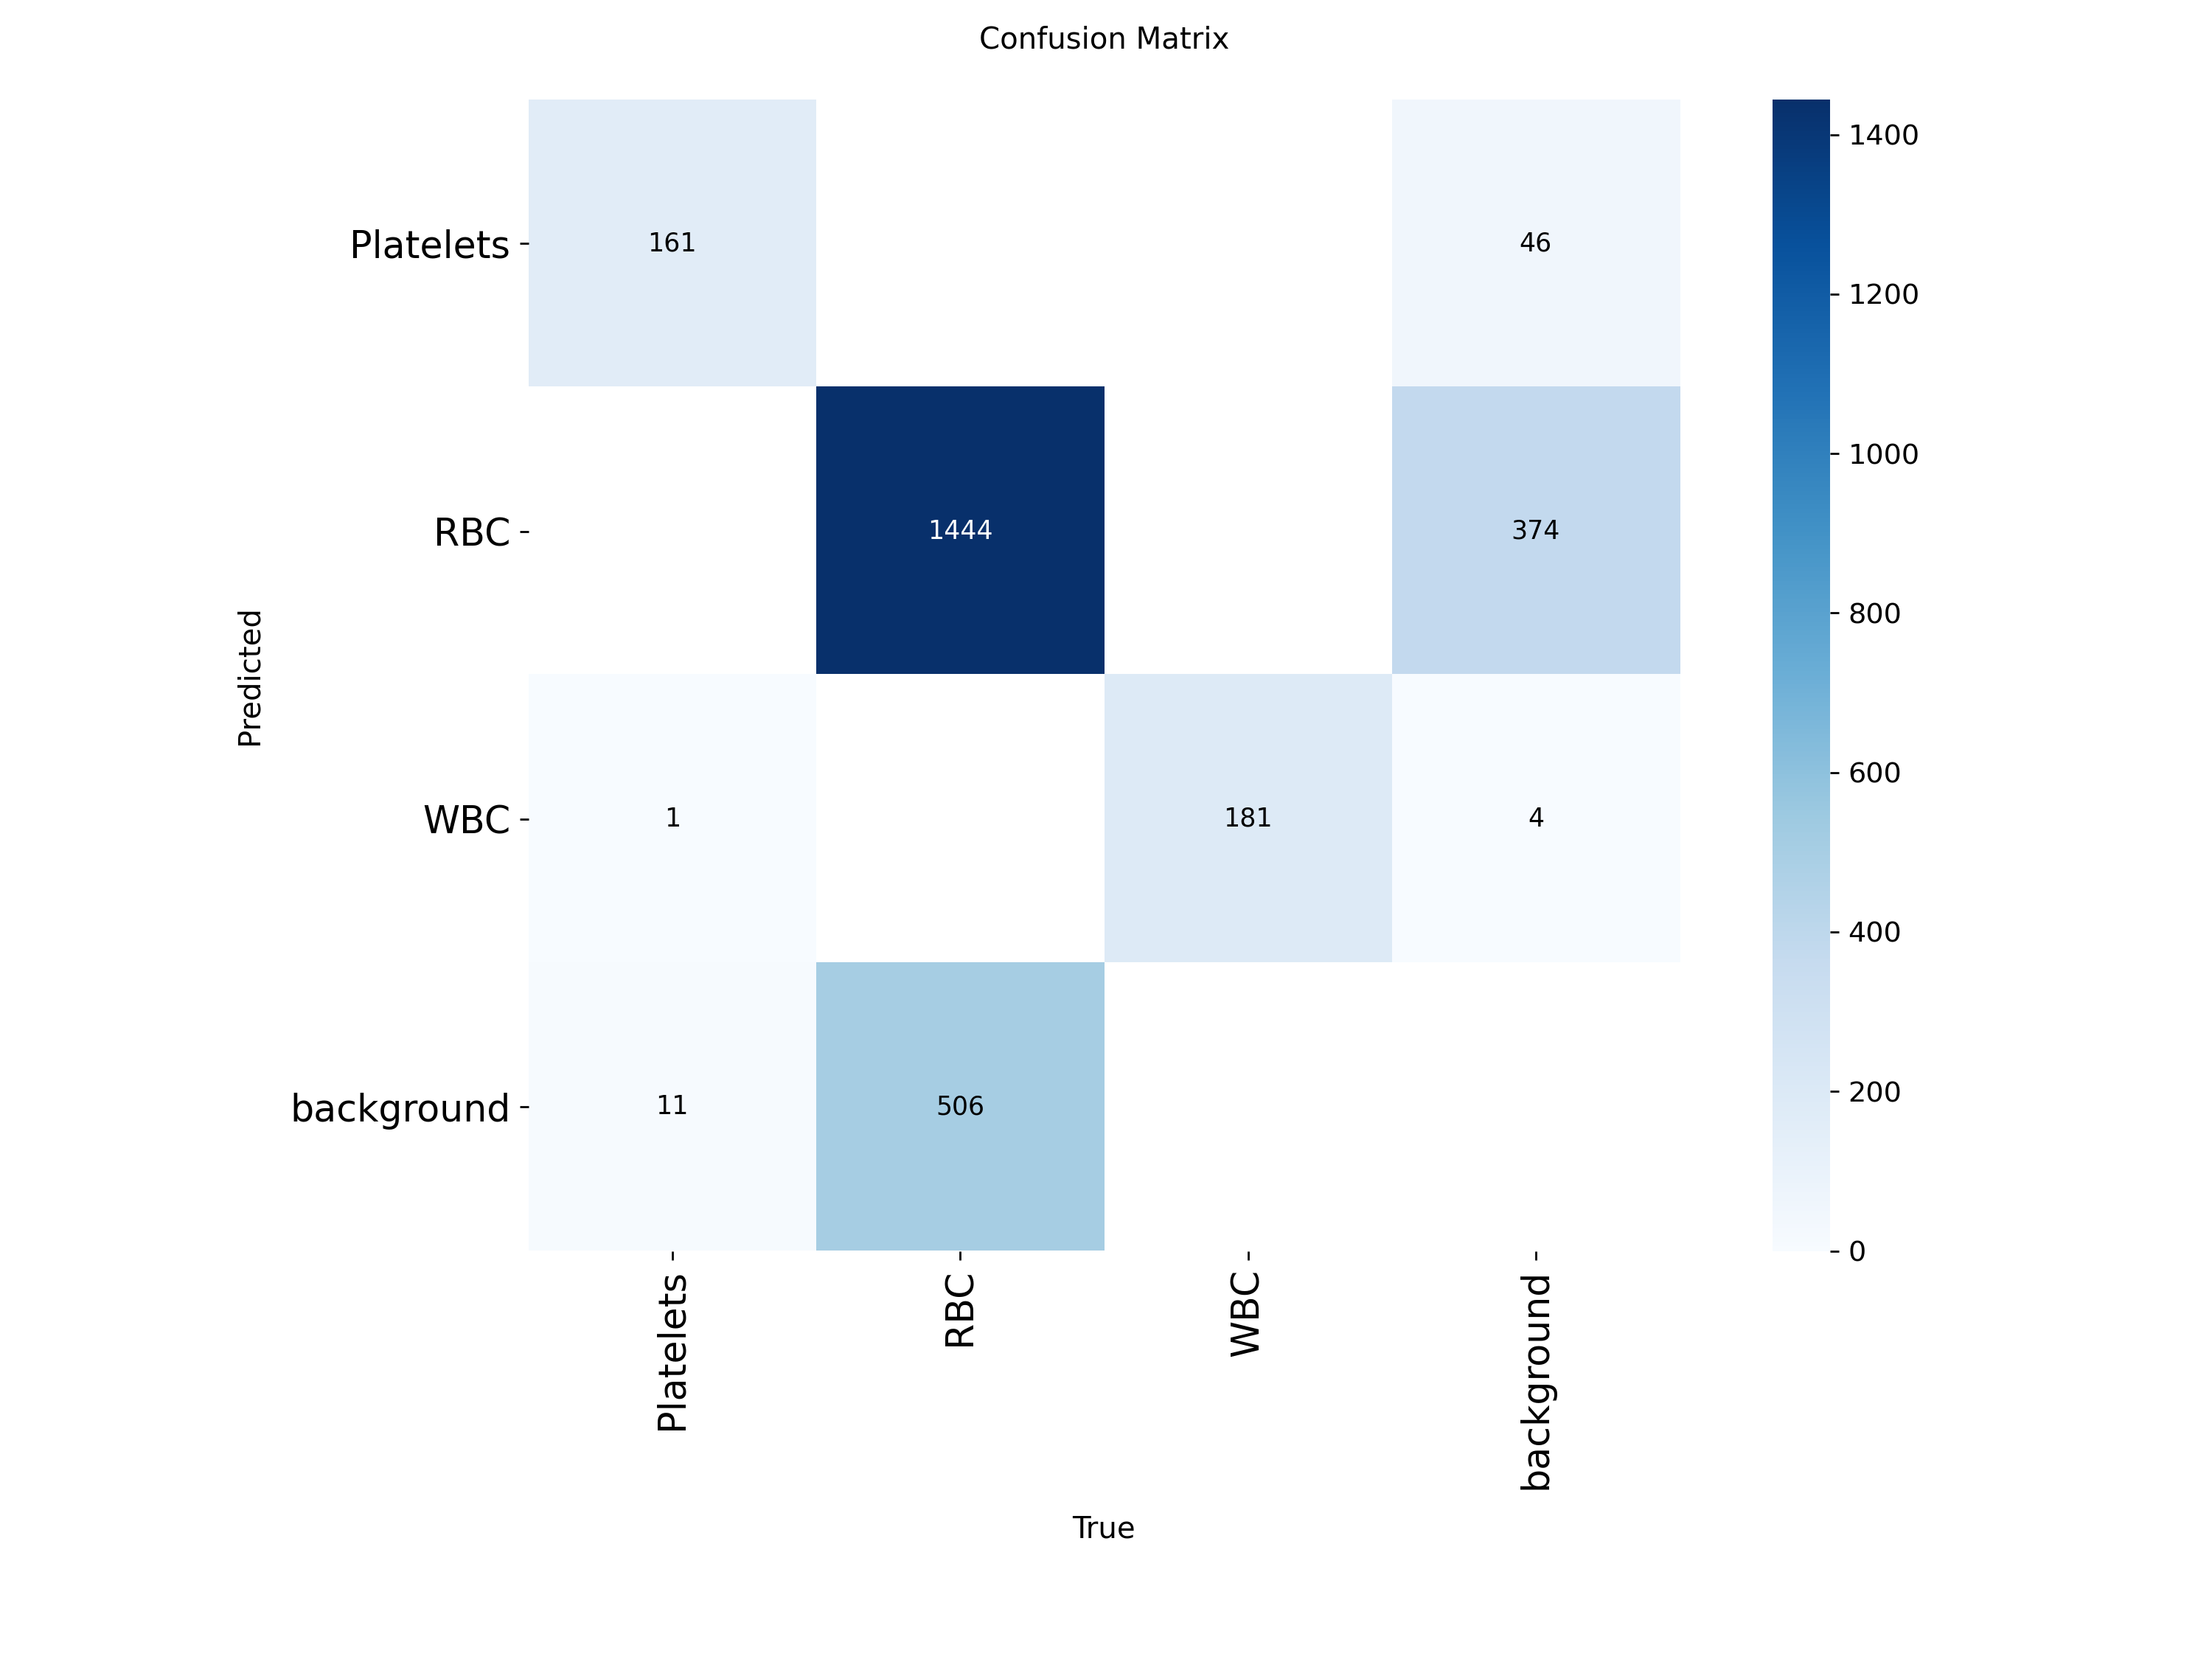 Confusion Matrix
Platelets
161
46
RBC
1444
374
WBC
1
181
4
background
11
506
Predicted
Platelets
RBC
WBC
background
True
1400
1200
1000
800
600
400
200
0